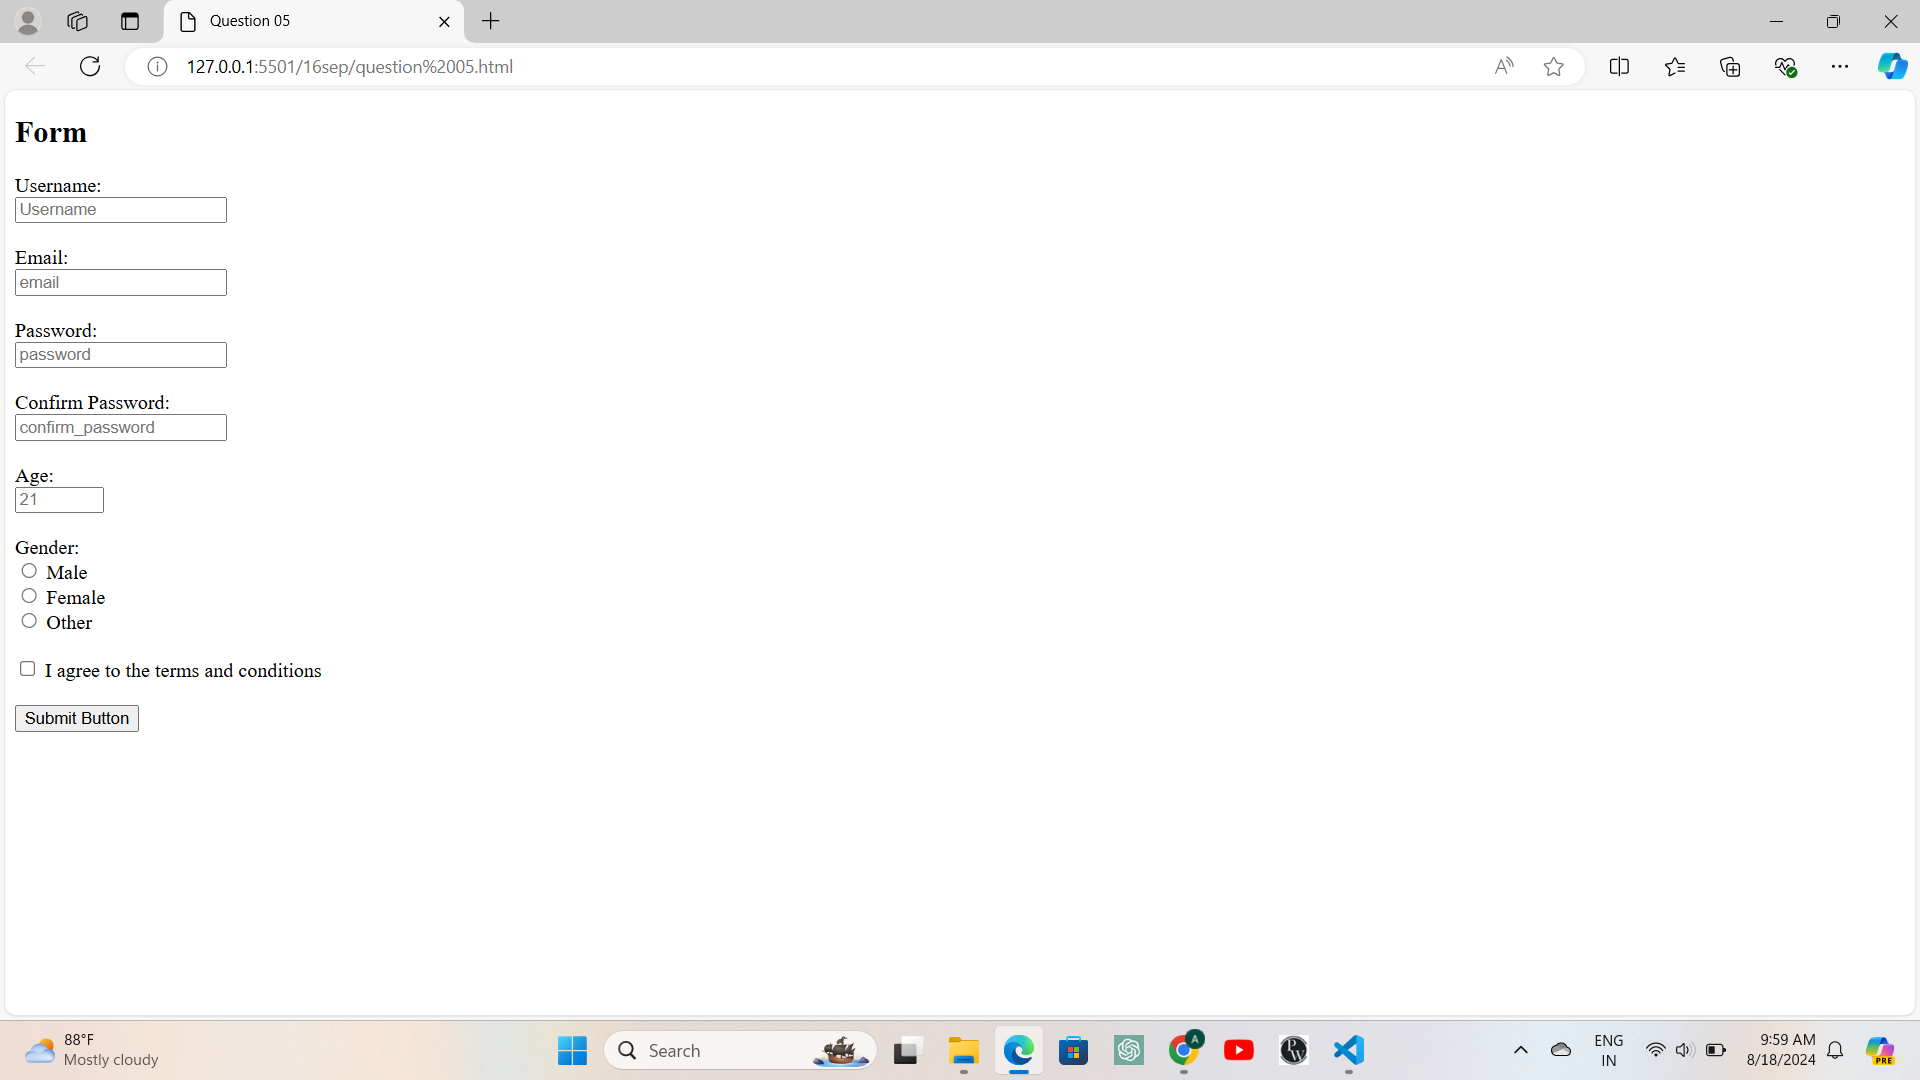 Question 05
127.0.0.1:5501/16sep/question%2005.html
Form
Username:
Username
Email:
email
Password:
password
Confirm Password:
confirm_password
Age:
21
Gender:
Male
Female
Other
I agree to the terms and conditions
Submit Button
88°F
Mostly cloudy
Search
A
PW
ENG
IN
9:59 AM
8/18/2024
PRE